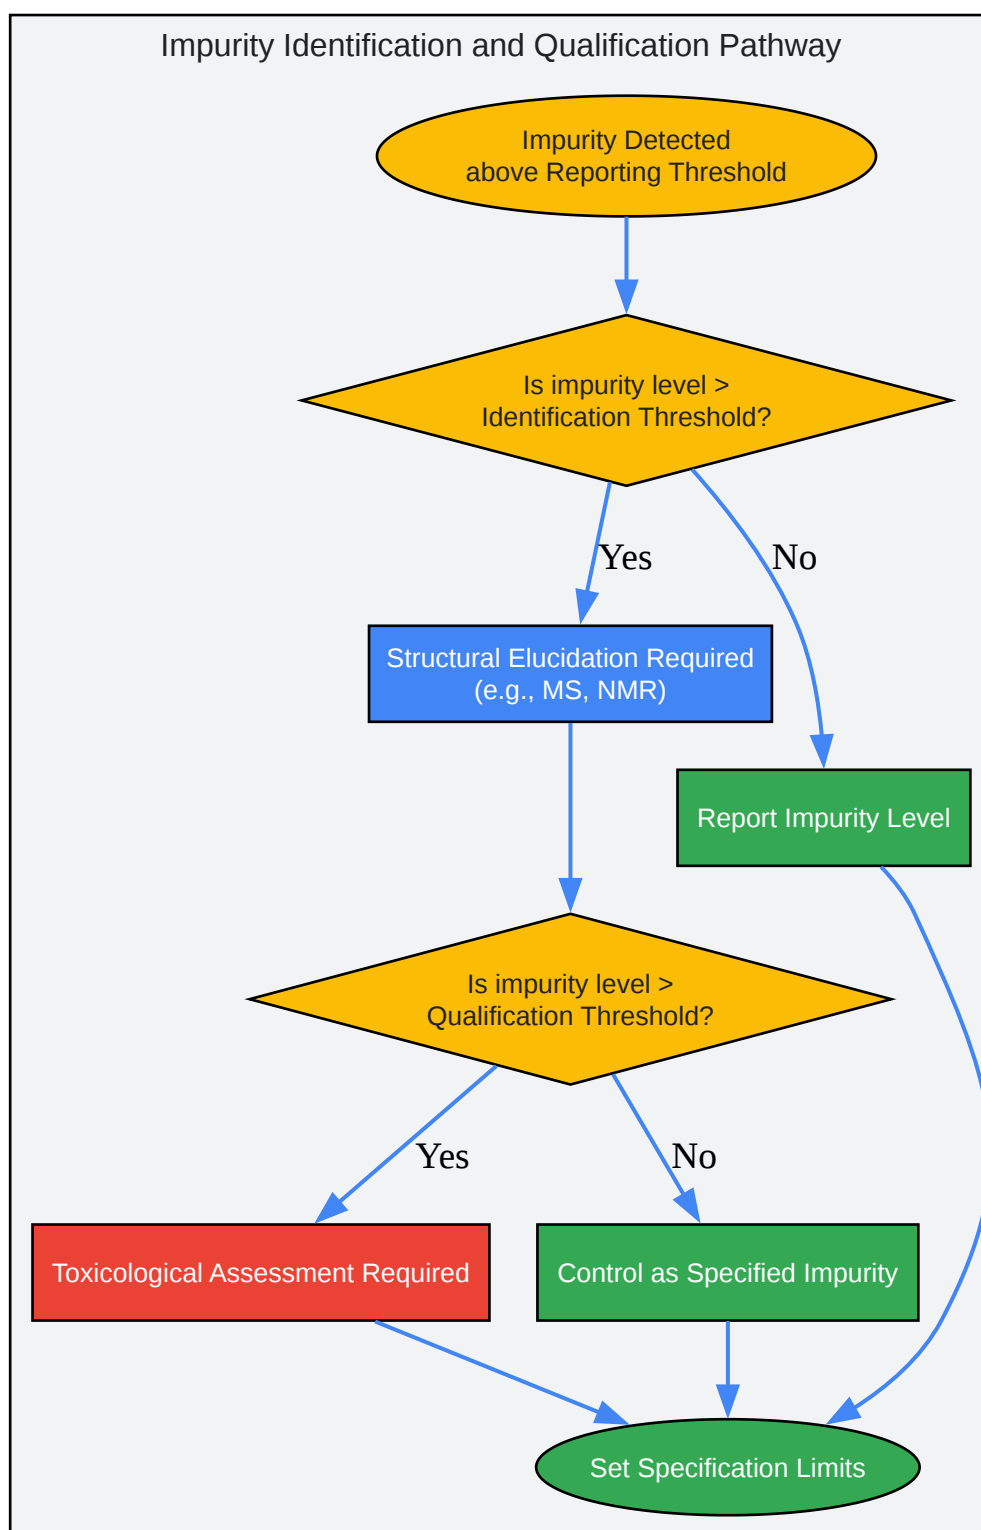 Impurity Identification and Qualification Pathway
Impurity Detected
above Reporting Threshold
Is impurity level >
Identification Threshold?
Yes
No
Structural Elucidation Required
(e.g., MS, NMR)
Report Impurity Level
Is impurity level >
Qualification Threshold?
Yes
No
Toxicological Assessment Required
Control as Specified Impurity
Set Specification Limits